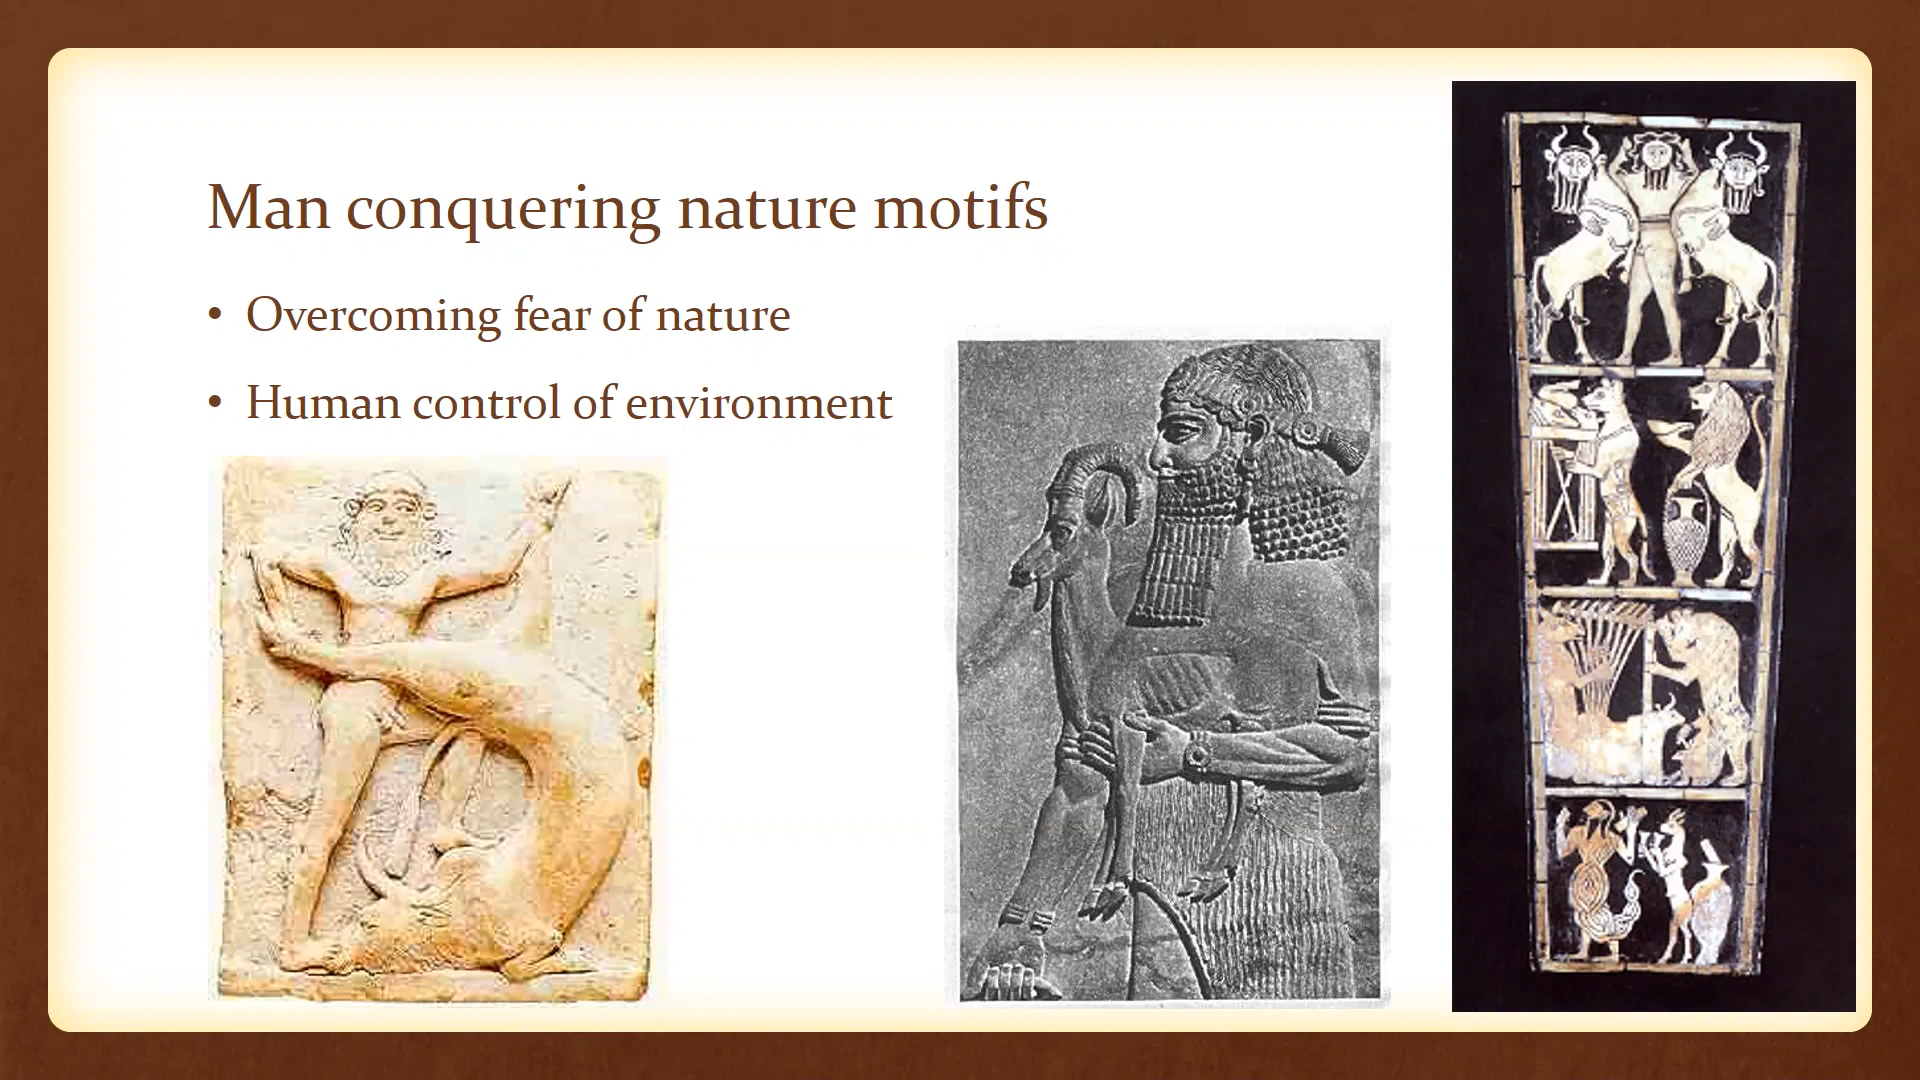 Man conquering nature motifs
• Overcoming fear of nature
• Human control of environment